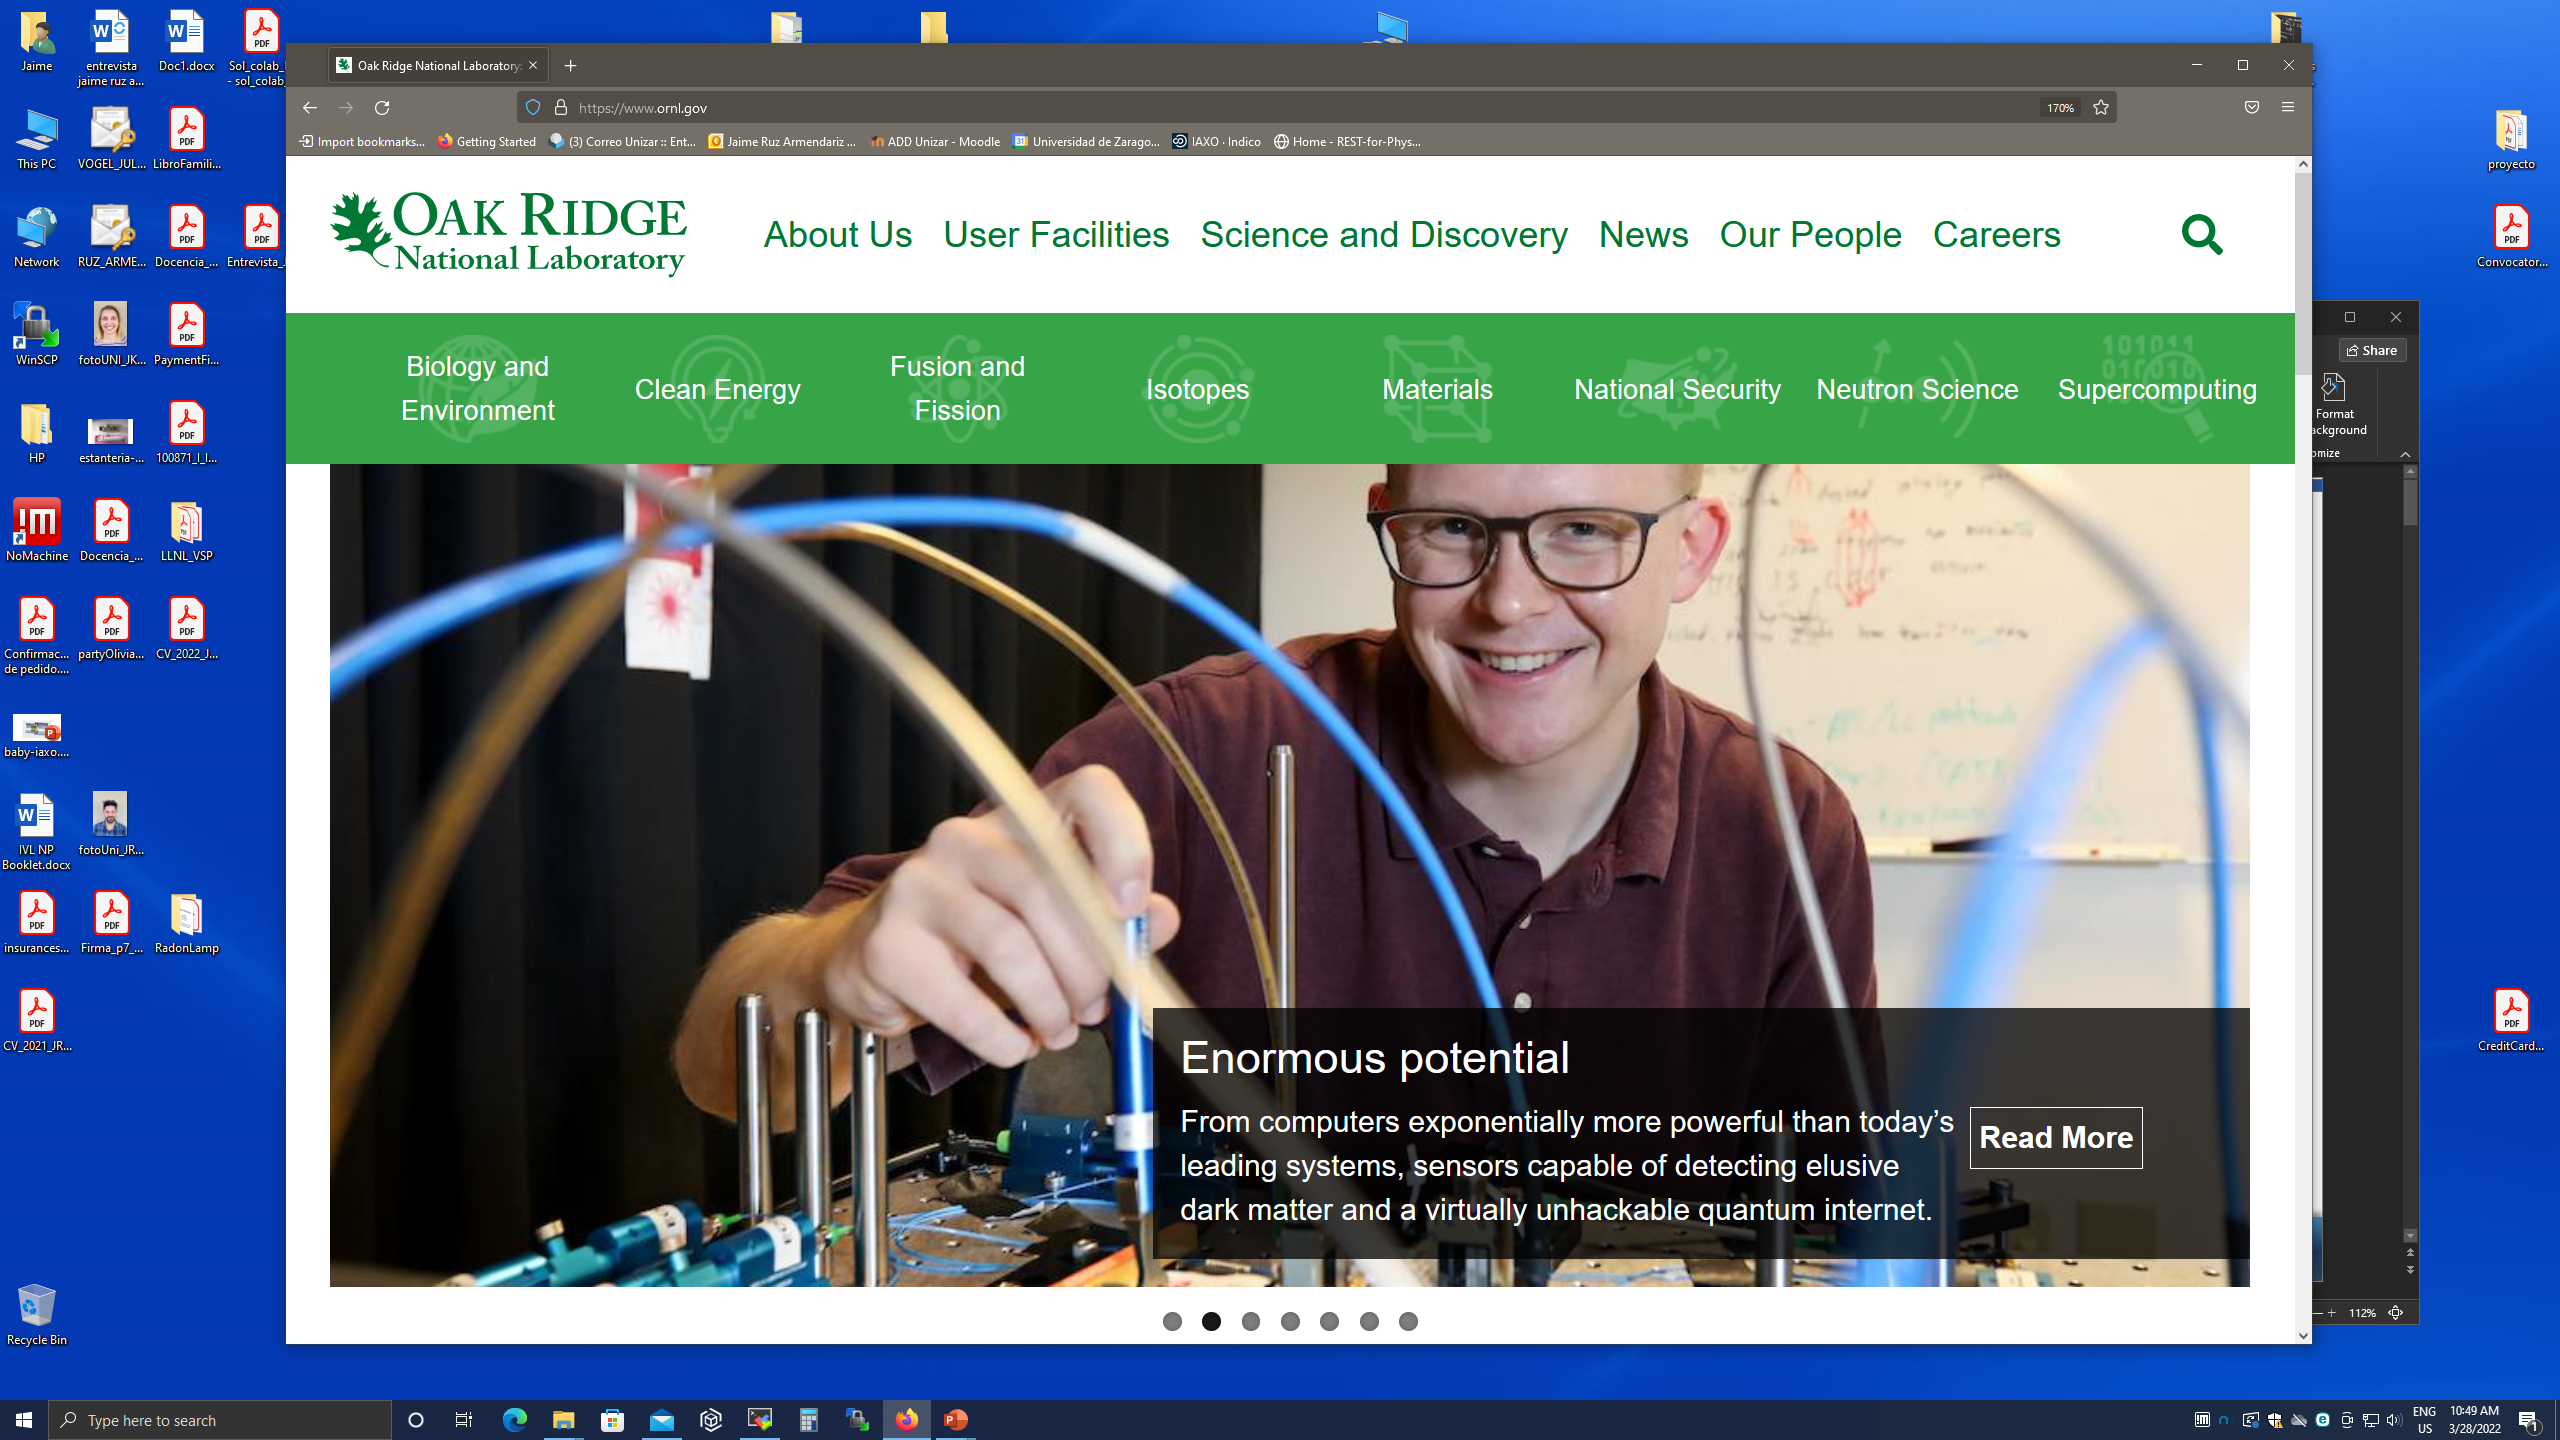 Jaime
entrevista
jaime ruz a...
Doc1.docx
Sol_colab_
- sol_colab_
This PC
VOGEL_JUL...
LibroFamili...
Network
RUZ_ARME...
Docencia_...
Entrevista_J
WinSCP
fotoUNI_JK...
PaymentFi...
HP
estanteria-...
100871_I_I...
NoMachine
Docencia_...
LLNL_VSP
Confirmac...
de pedido....
partyOlivia...
CV_2022_J...
baby-iaxo....
IVL NP
Booklet.docx
fotoUni_JR...
insurances...
Firma_p7_...
RadonLamp
CV_2021_JR...
Recycle Bin
Oak Ridge National Laboratory:
https://www.ornl.gov
170%
Import bookmarks...
Getting Started
(3) Correo Unizar :: Ent...
Jaime Ruz Armendariz ...
ADD Unizar - Moodle
Universidad de Zarago...
IAXO · Indico
Home - REST-for-Phys...
OAK RIDGE
National Laboratory
About Us User Facilities Science and Discovery News Our People Careers
Biology and
Environment
Clean Energy
Fusion and
Fission
Isotopes
Materials
National Security
Neutron Science
Supercomputing
Enormous potential
From computers exponentially more powerful than today’s
leading systems, sensors capable of detecting elusive
dark matter and a virtually unhackable quantum internet.
Read More
proyecto
Convocator...
Share
Format
ackground
omize
CreditCard...
112%
Type here to search
ENG
US
10:49 AM
3/28/2022
1